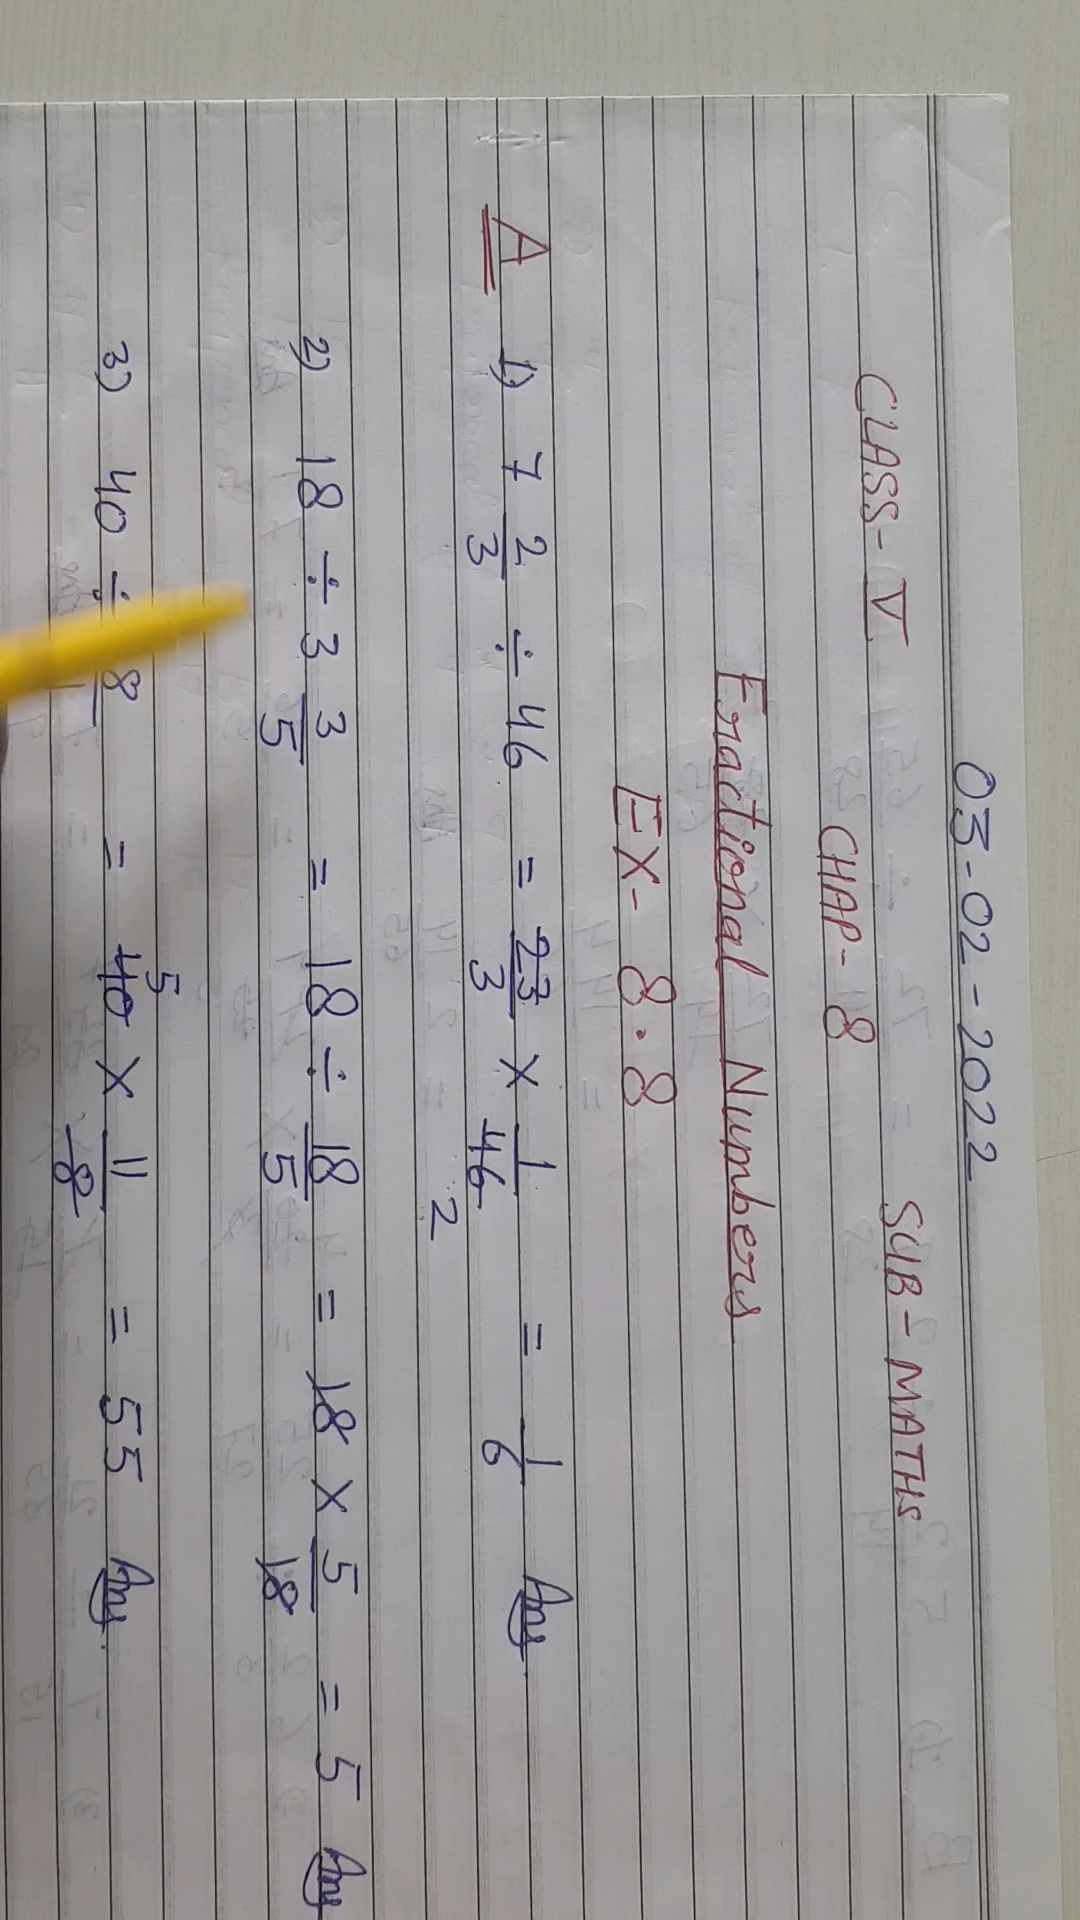 03-02-2022
CLASS-V CHAP-8 SUB-MATHS
Fractional Numbers
EX- 8.8
A 1) 7 2/3 ÷ 46 = 23/3 × 1/46 2 = 1/6 Ans.
2) 18 ÷ 3 3/5 = 18 ÷ 18/5 = 18 × 5/18 = 5 Ans
3) 40 ÷ 8 = 40 5 × 11/8 = 55 Ans.